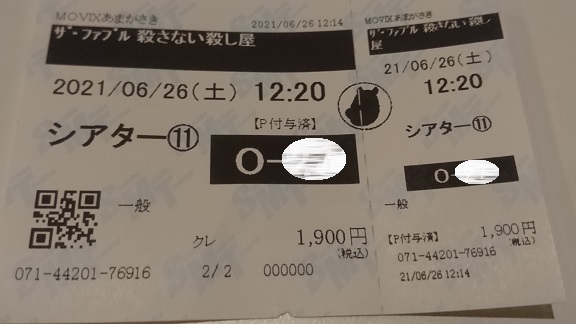 MOVIXあまがさき 2021/06/26 12:14
ザ・ファブル 殺さない殺し屋
2021/06/26(土) 12:20
【P付与済】
シアター⑪
O-
一般
クレ 1,900円
(税込)
071-44201-76916 2/2 000000
MOVIXあまがさき
ザ・ファブル 殺さない殺し
屋
21/06/26(土)
12:20
シアター⑪
O-
一般
【P付与済】 1,900円
(税込)
071-44201-76916
21/06/26 12:14